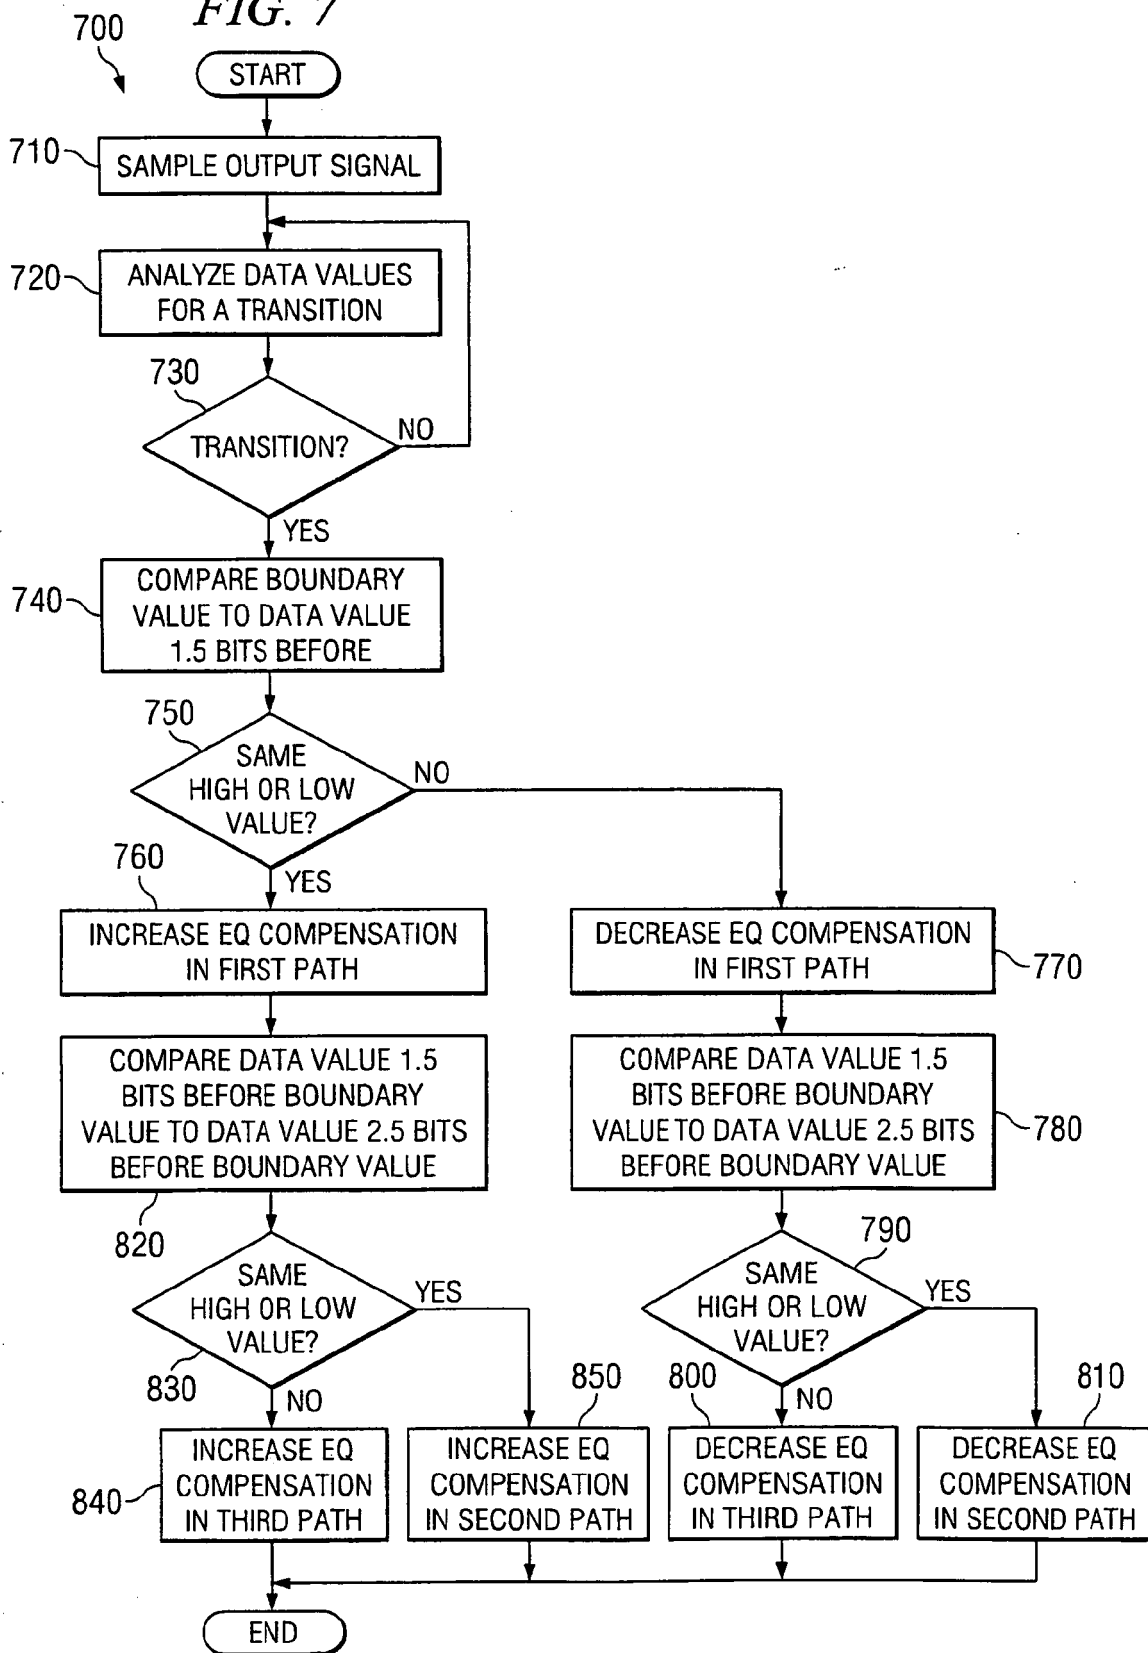 FIG. 7
700
START
710
SAMPLE OUTPUT SIGNAL
720
ANALYZE DATA VALUES
FOR A TRANSITION
730
TRANSITION?
NO
YES
740
COMPARE BOUNDARY
VALUE TO DATA VALUE
1.5 BITS BEFORE
750
SAME
HIGH OR LOW
VALUE?
NO
YES
760
INCREASE EQ COMPENSATION
IN FIRST PATH
DECREASE EQ COMPENSATION
IN FIRST PATH
770
COMPARE DATA VALUE 1.5
BITS BEFORE BOUNDARY
VALUE TO DATA VALUE 2.5 BITS
BEFORE BOUNDARY VALUE
820
COMPARE DATA VALUE 1.5
BITS BEFORE BOUNDARY
VALUE TO DATA VALUE 2.5 BITS
BEFORE BOUNDARY VALUE
780
SAME
HIGH OR LOW
VALUE?
YES
830
NO
790
SAME
HIGH OR LOW
VALUE?
YES
NO
840
INCREASE EQ
COMPENSATION
IN THIRD PATH
850
INCREASE EQ
COMPENSATION
IN SECOND PATH
800
DECREASE EQ
COMPENSATION
IN THIRD PATH
810
DECREASE EQ
COMPENSATION
IN SECOND PATH
END